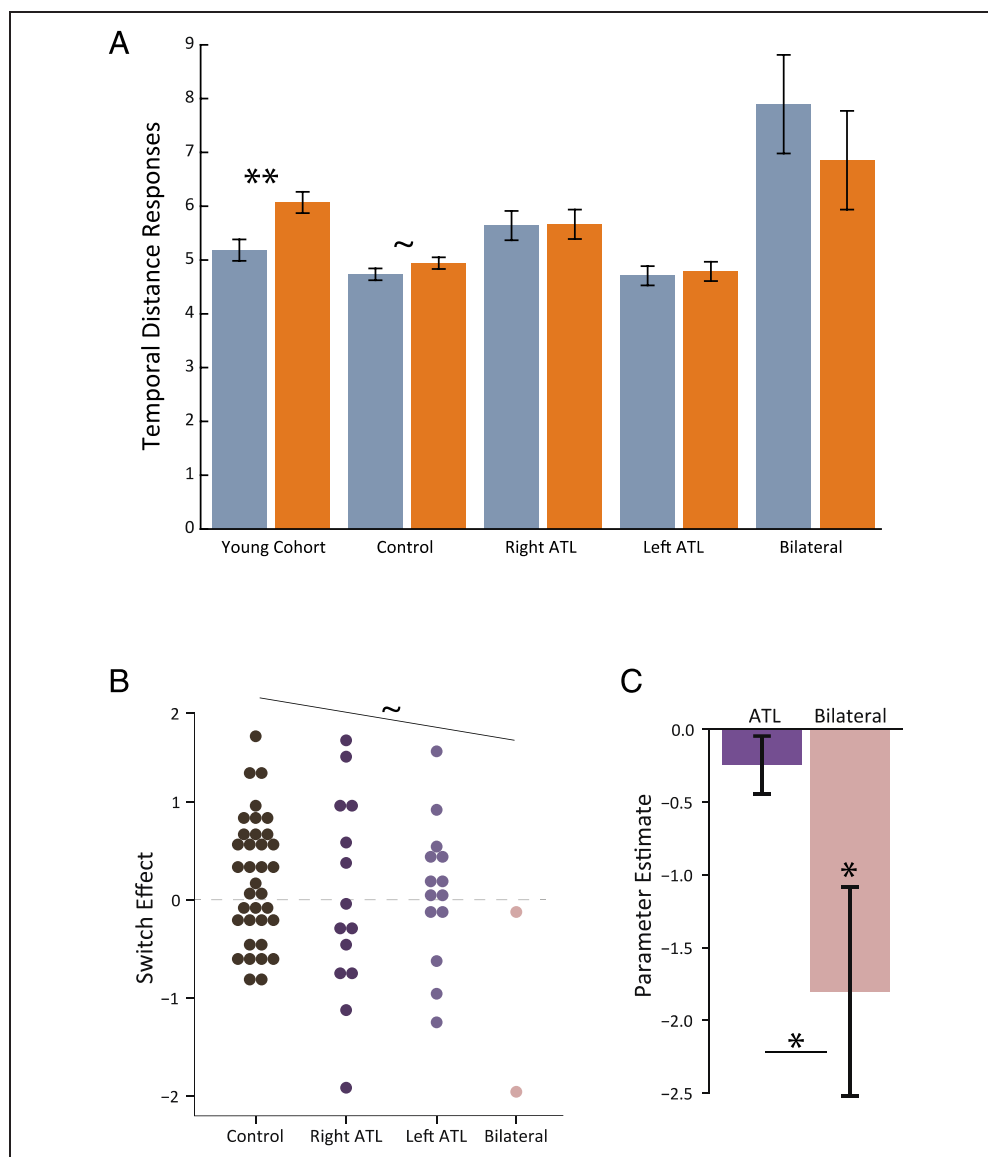 A
Temporal Distance Responses
9
8
7
6
5
4
3
2
1
0
**
~
Young Cohort Control Right ATL Left ATL Bilateral
B
Switch Effect
2
1
0
−1
−2
~
Control Right ATL Left ATL Bilateral
C
ATL Bilateral
Parameter Estimate
0.0
−0.5
−1.0
−1.5
−2.0
−2.5
*
*